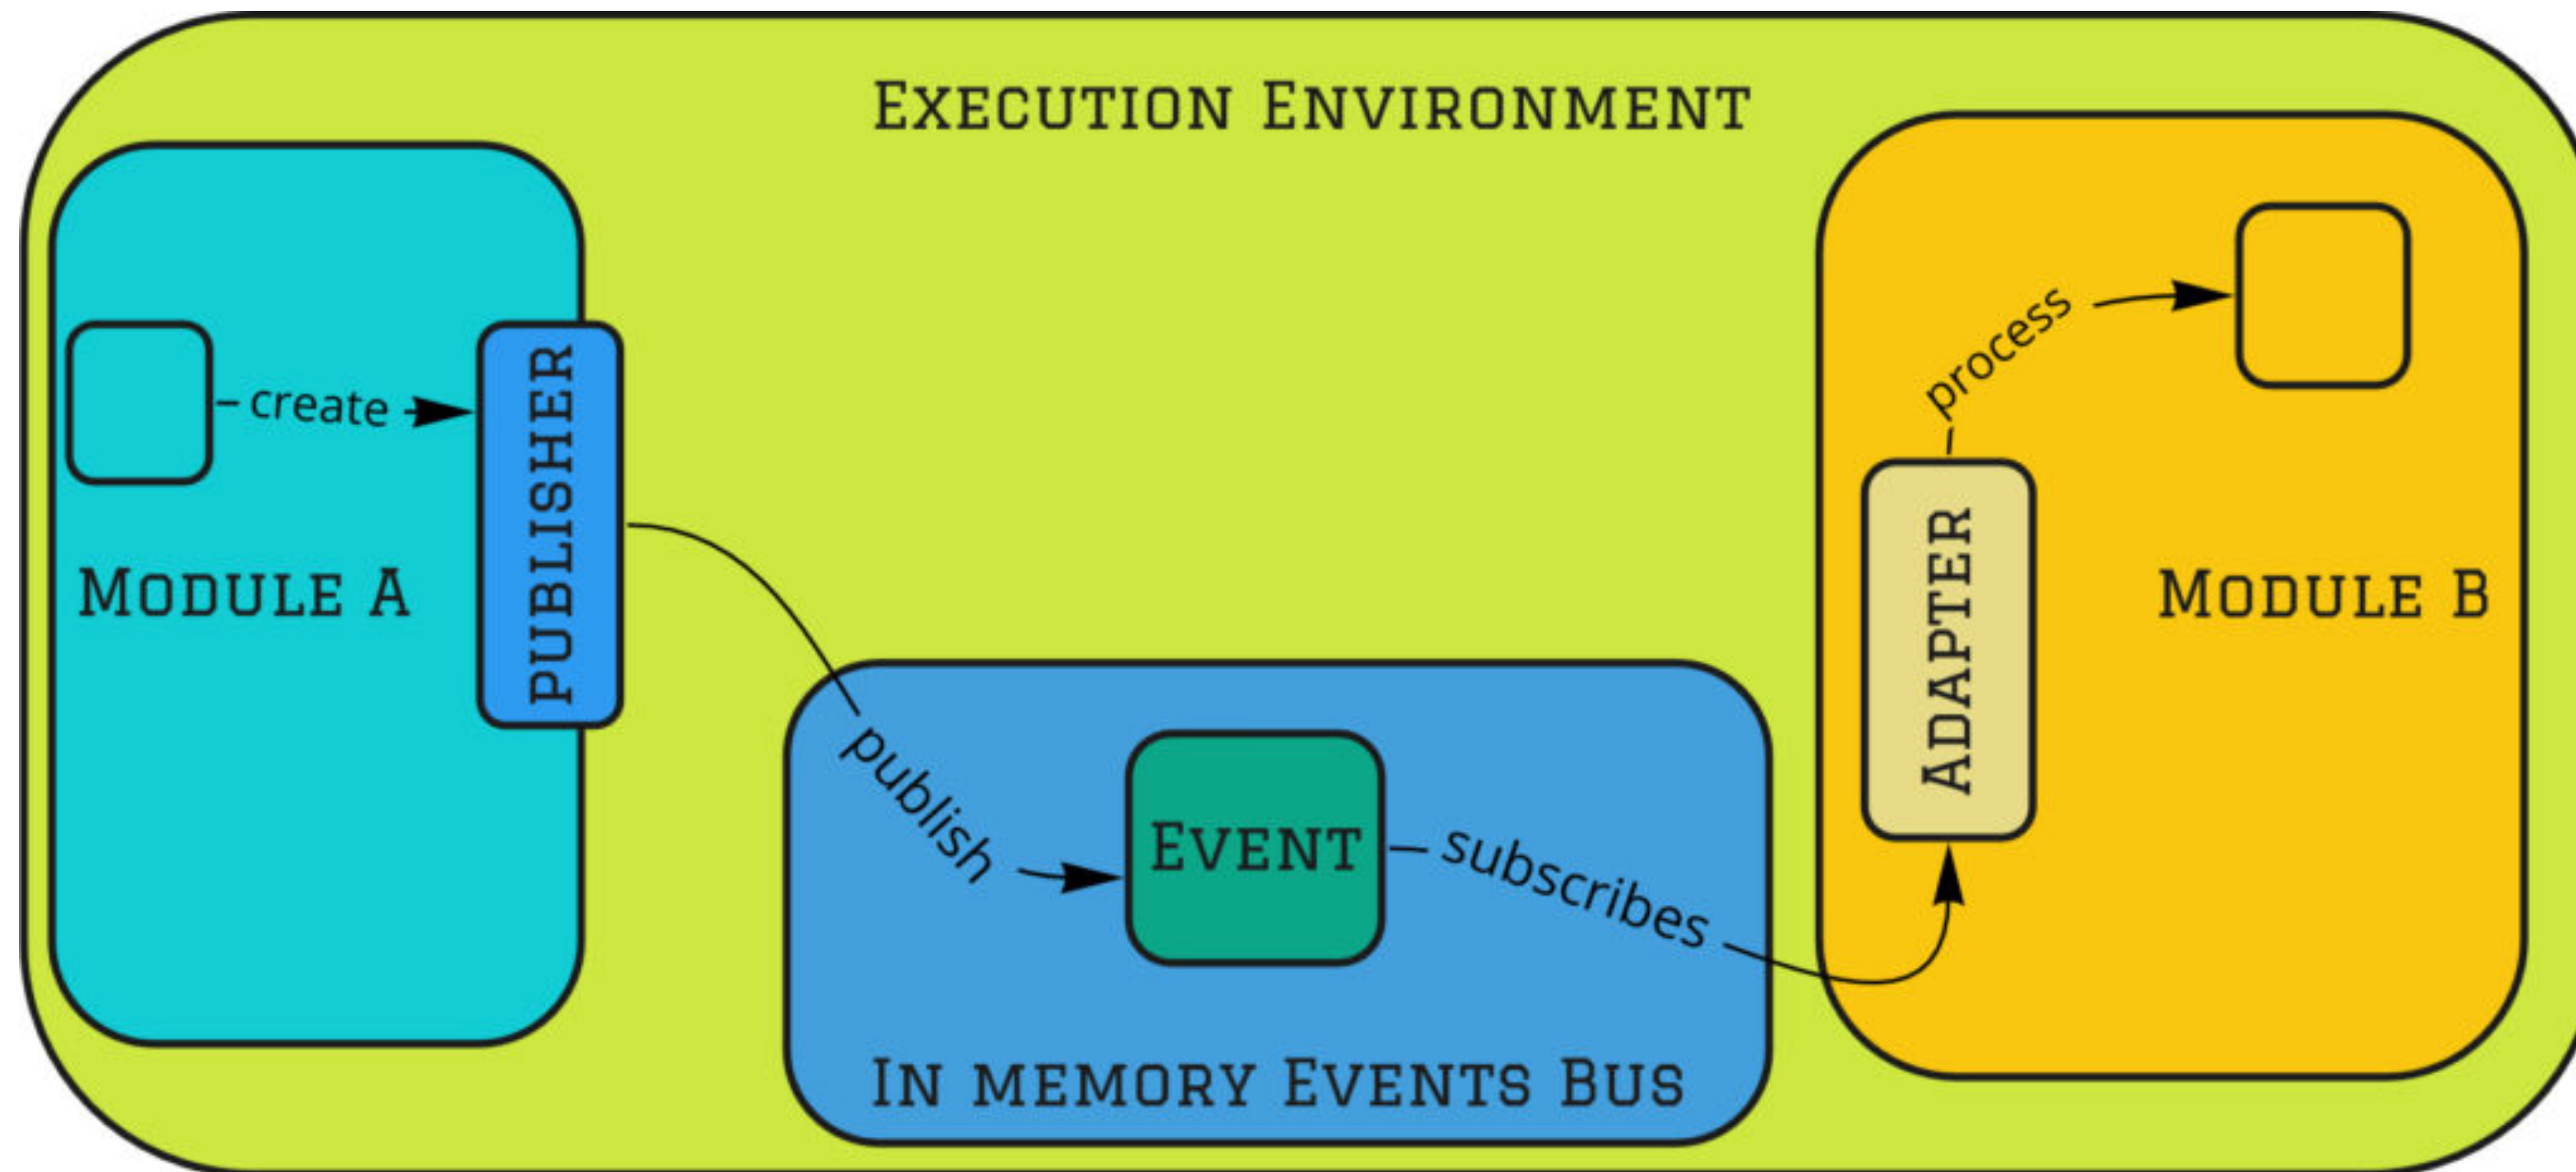 Execution Environment
create
Publisher
Module A
publish
Event
subscribes
In memory Events Bus
process
Adapter
Module B